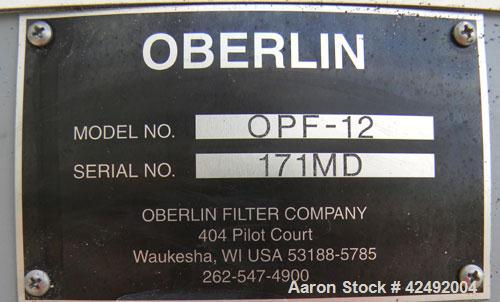 OBERLIN
MODEL NO. OPF-12
SERIAL NO. 171MD
OBERLIN FILTER COMPANY
404 Pilot Court
Waukesha, WI USA 53188-5785
262-547-4900
Aaron Stock # 42492004